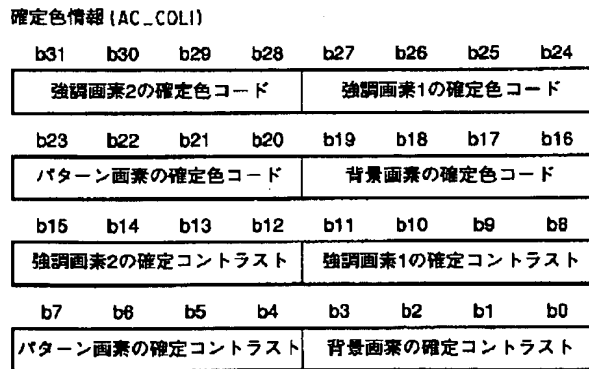 確定色情報 (AC_COLI)
b31 b30 b29 b28 b27 b26 b25 b24
強調画素2の確定色コード 強調画素1の確定色コード
b23 b22 b21 b20 b19 b18 b17 b16
パターン画素の確定色コード 背景画素の確定色コード
b15 b14 b13 b12 b11 b10 b9 b8
強調画素2の確定コントラスト 強調画素1の確定コントラスト
b7 b6 b5 b4 b3 b2 b1 b0
パターン画素の確定コントラスト 背景画素の確定コントラスト